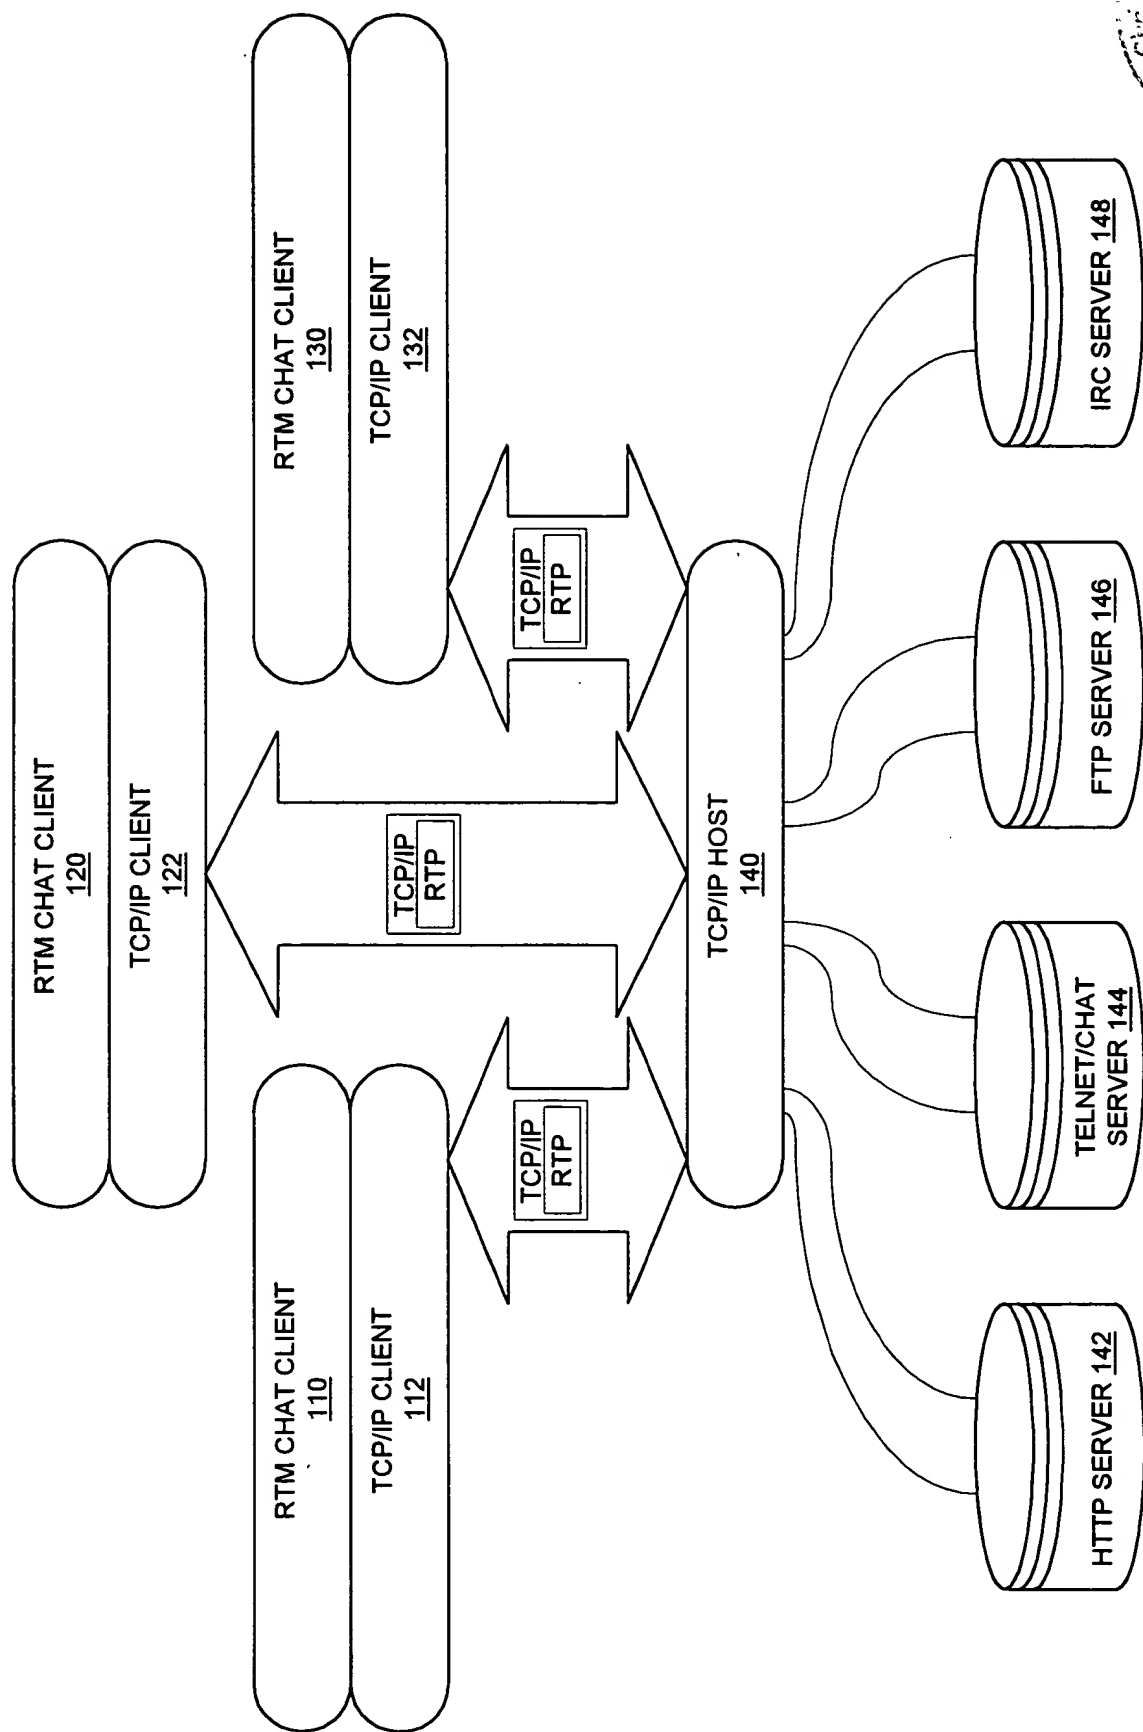 RTM CHAT CLIENT
120
TCP/IP CLIENT
122
RTM CHAT CLIENT
110
TCP/IP CLIENT
112
RTM CHAT CLIENT
130
TCP/IP CLIENT
132
TCP/IP
RTP
TCP/IP
RTP
TCP/IP
RTP
TCP/IP HOST
140
HTTP SERVER 142
TELNET/CHAT
SERVER 144
FTP SERVER 146
IRC SERVER 148